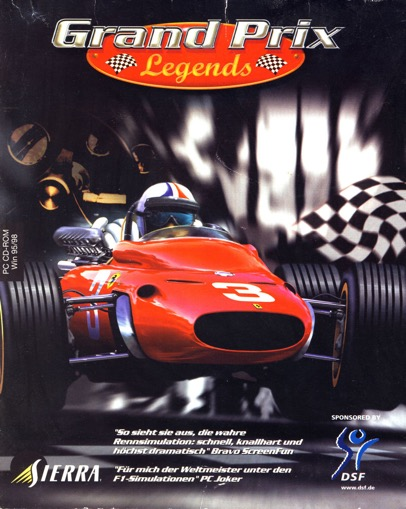 Grand Prix
Legends
PC CD-ROM
Win 95/98
3
"So sieht sie aus, die wahre
Rennsimulation: schnell, knallhart und
höchst dramatisch" Bravo ScreenFun
"Für mich der Weltmeister unter den
F1-Simulationen" PC Joker
SIERRA
SPONSORED BY
DSF
www.dsf.de